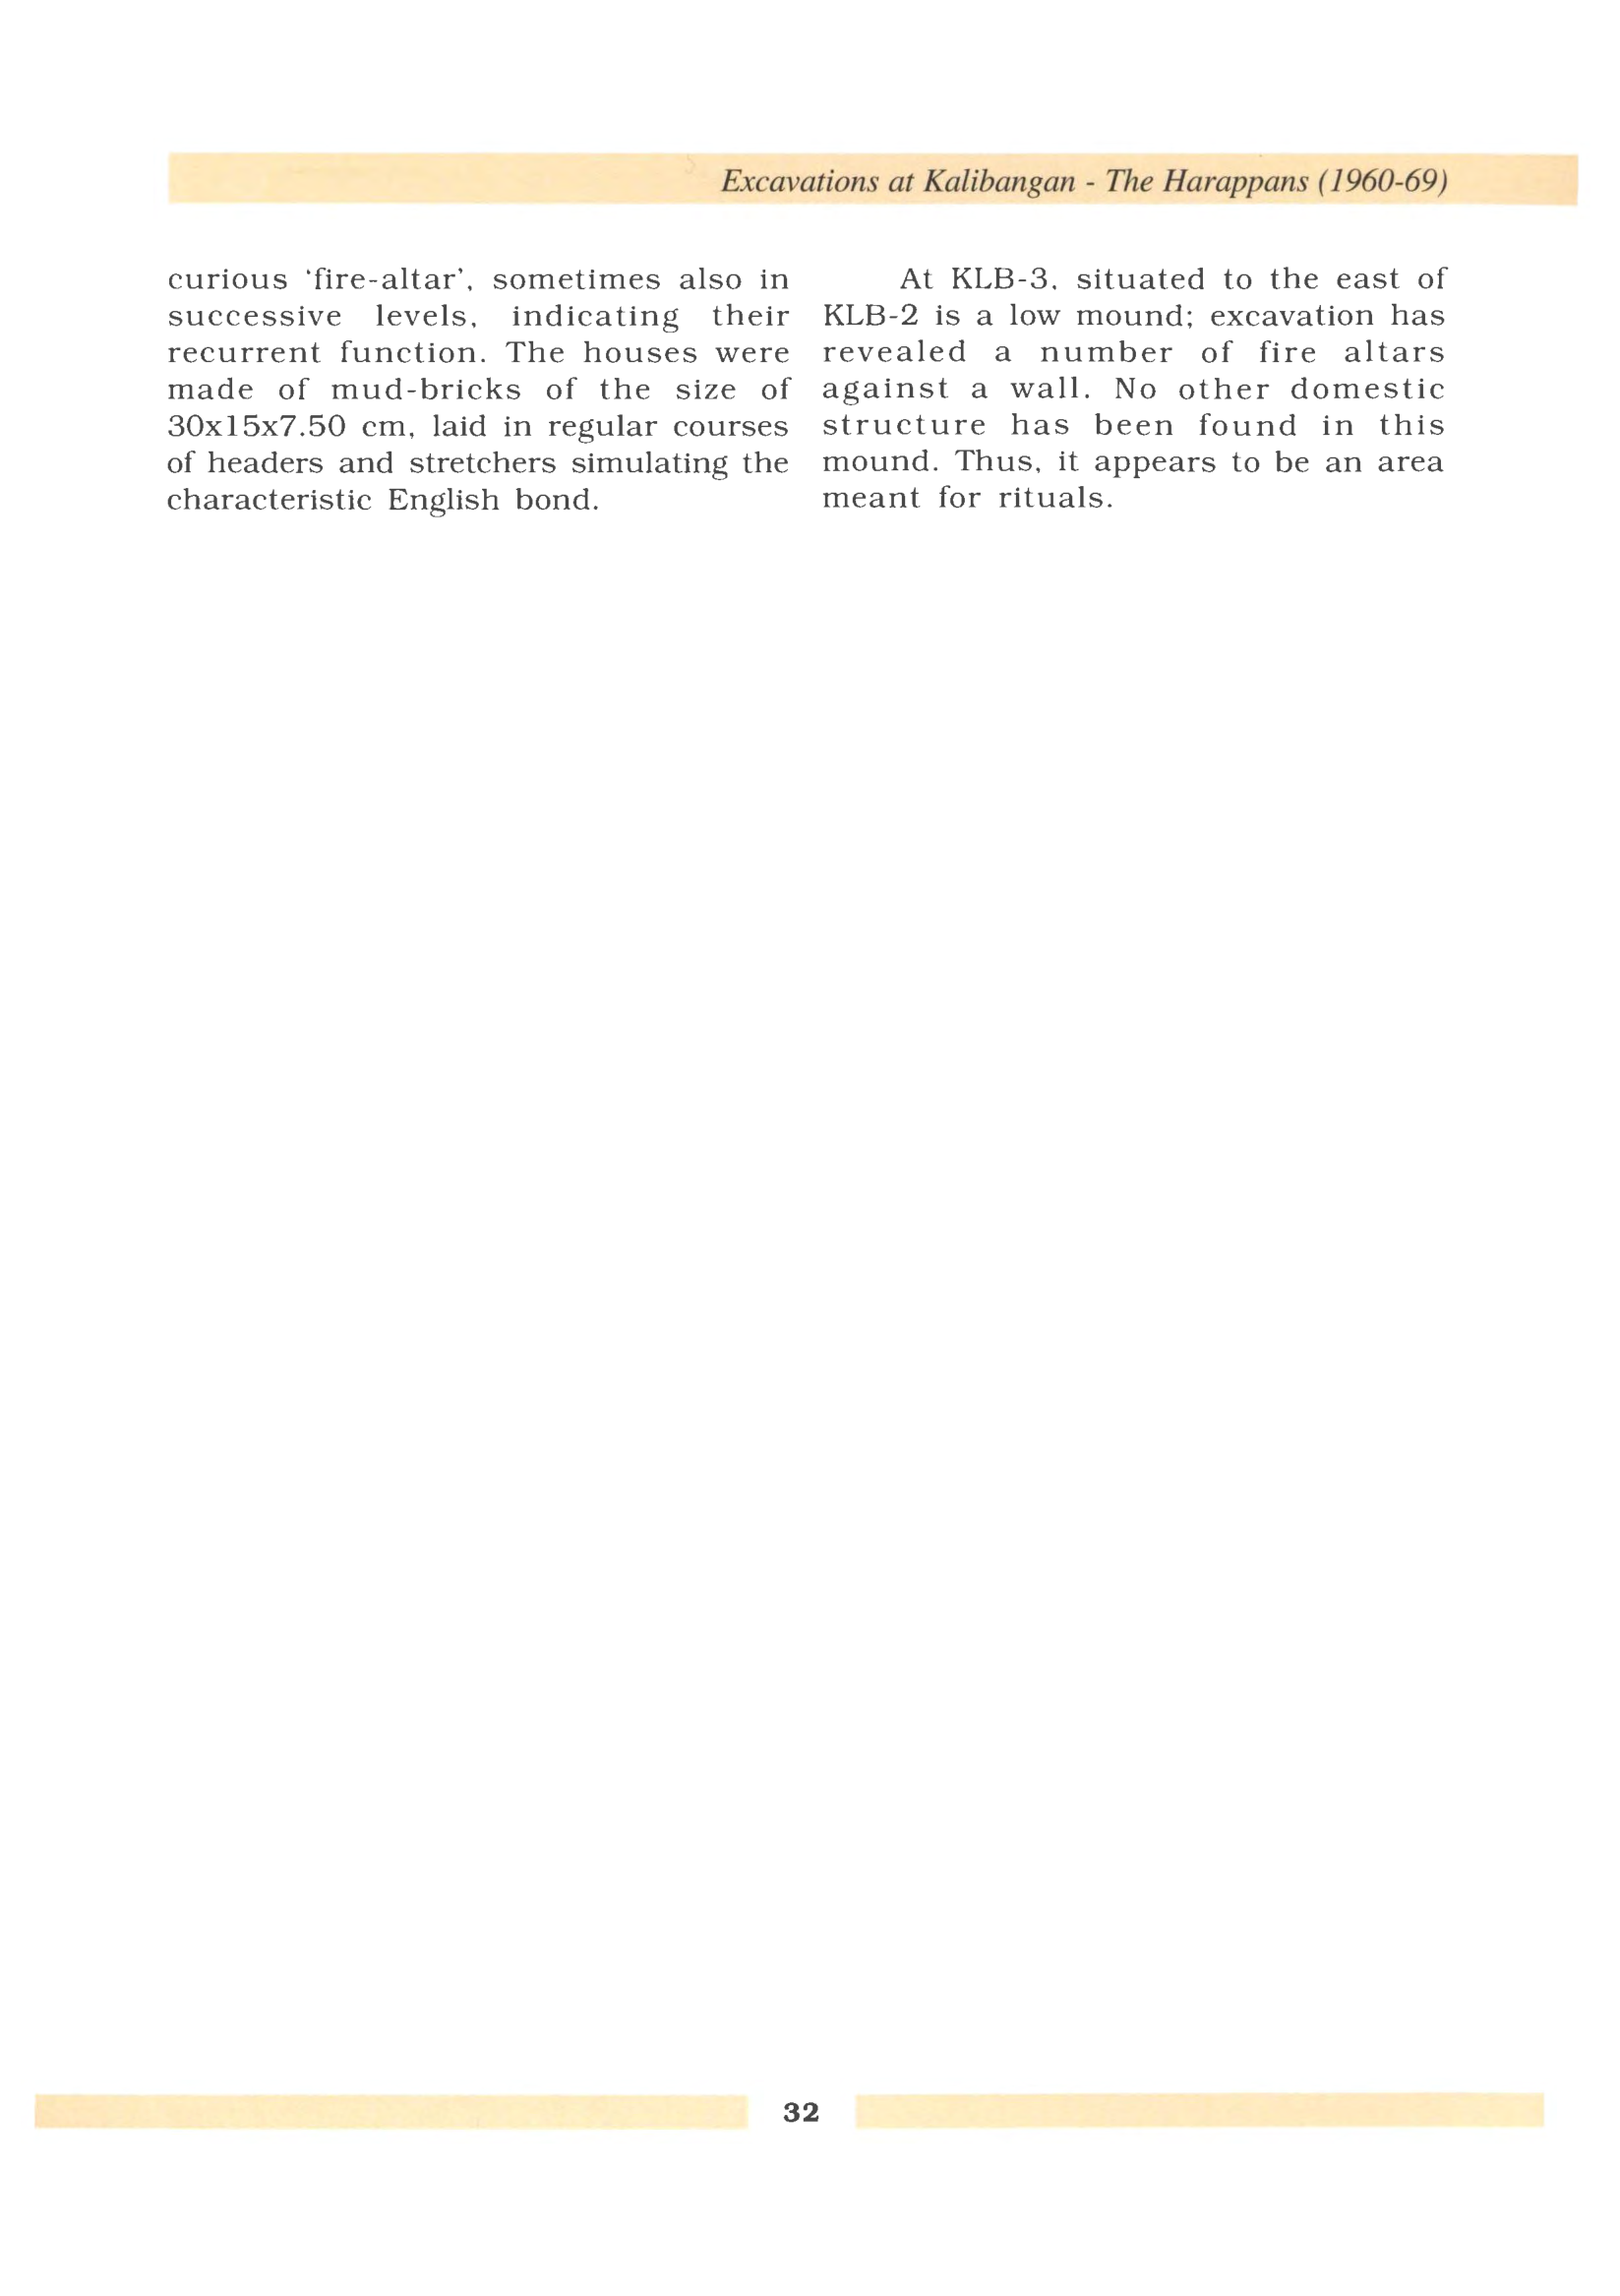 Excavations at Kalibangan - The Harappans (1960-69)
curious ‘fire-altar’, sometimes also in
successive levels, indicating their
recurrent function. The houses were
made of mud-bricks of the size of
30x15x7.50 cm, laid in regular courses
of headers and stretchers simulating the
characteristic English bond.
At KLB-3, situated to the east of
KLB-2 is a low mound; excavation has
revealed a number of fire altars
against a wall. No other domestic
structure has been found in this
mound. Thus, it appears to be an area
meant for rituals.
32